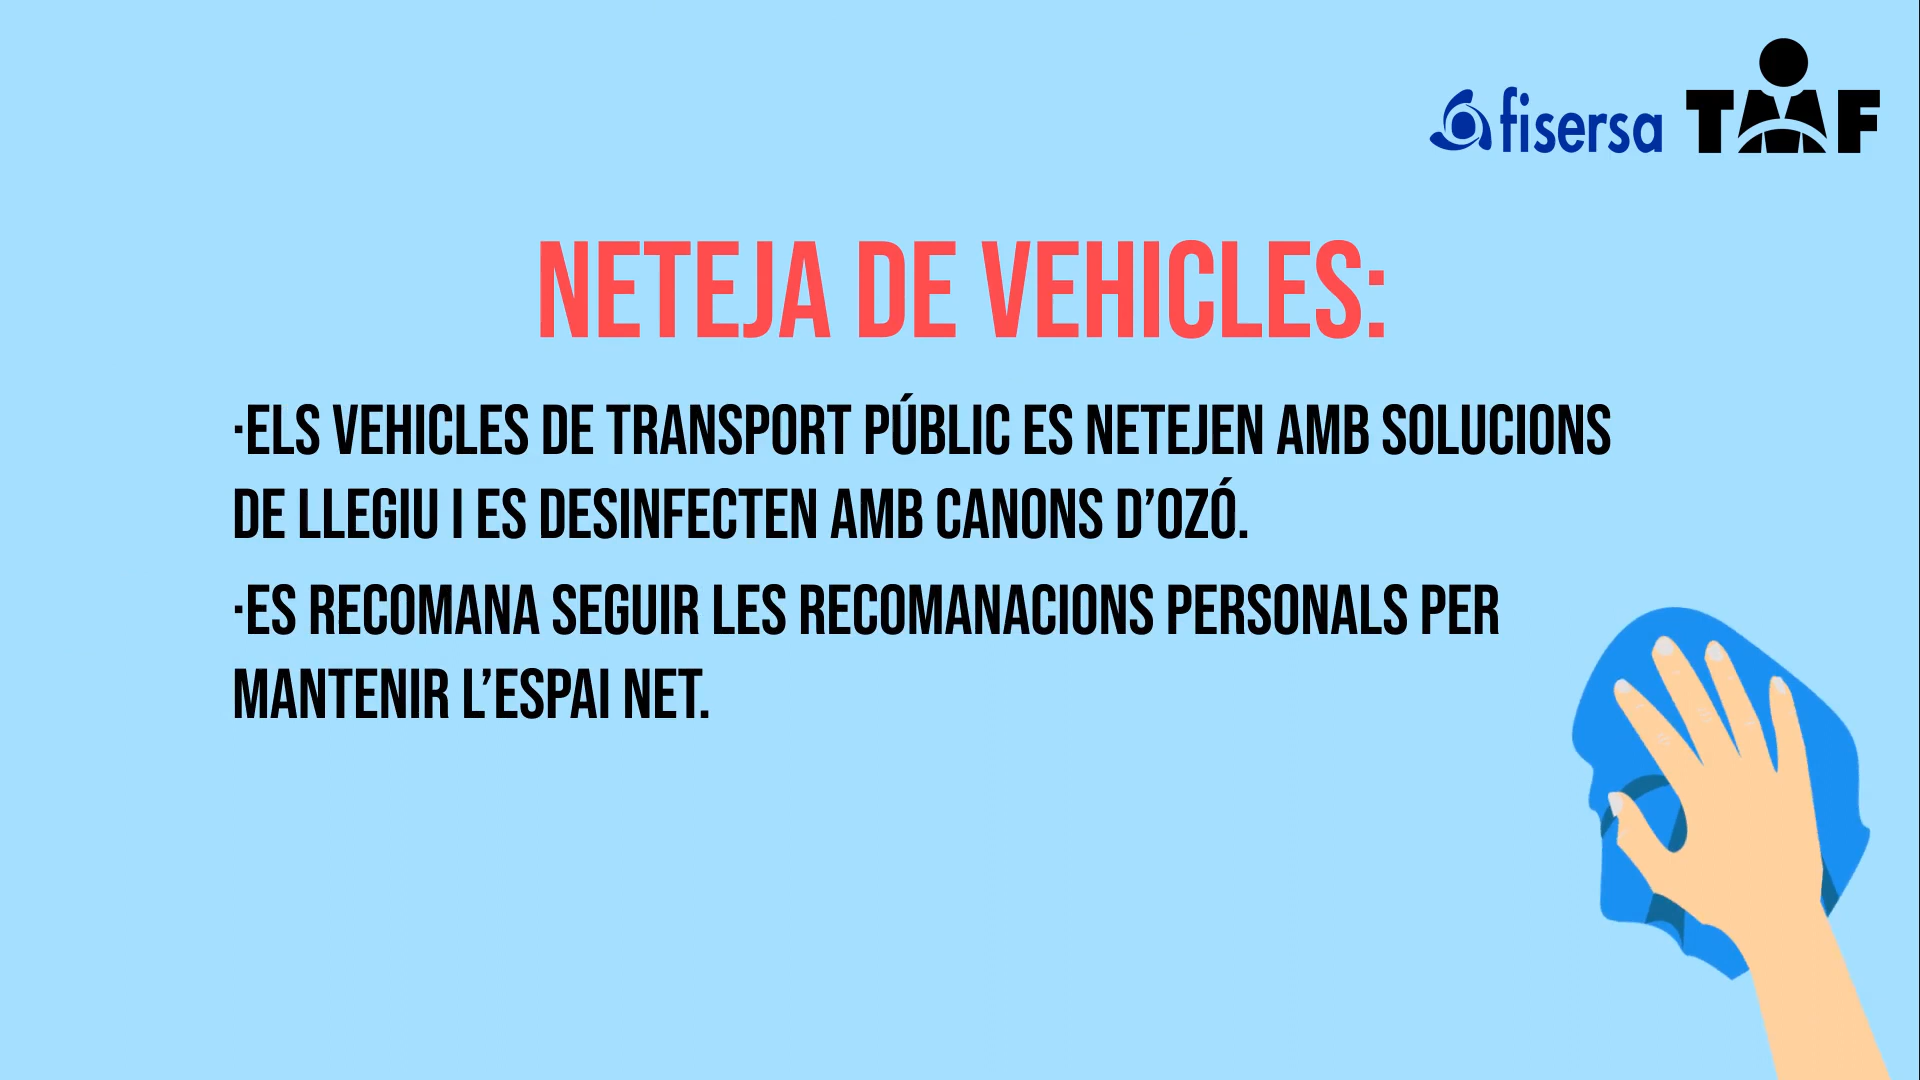 fisersa TMF
NETEJA DE VEHICLES:
·ELS VEHICLES DE TRANSPORT PÚBLIC ES NETEJEN AMB SOLUCIONS
DE LLEGIU I ES DESINFECTEN AMB CANONS D’OZÓ.
·ES RECOMANA SEGUIR LES RECOMANACIONS PERSONALS PER
MANTENIR L’ESPAI NET.